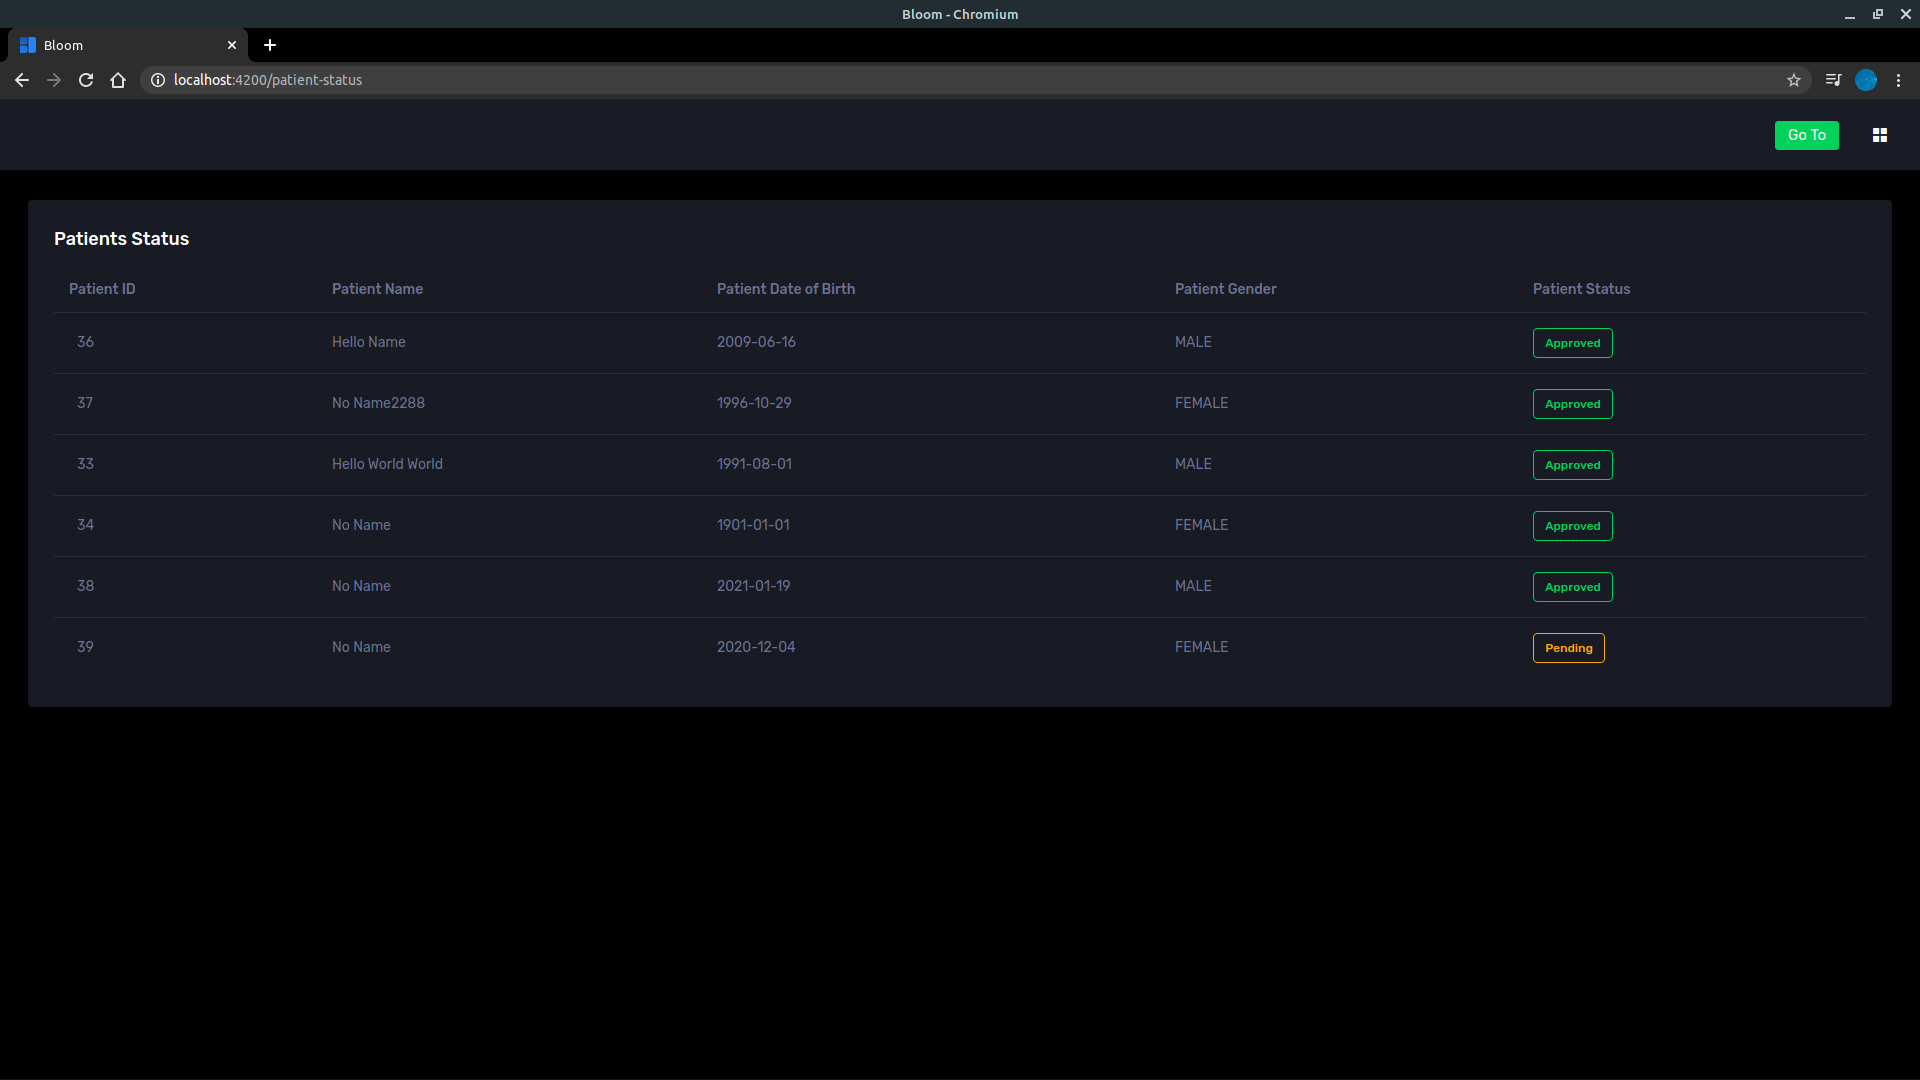 Bloom - Chromium
Bloom
localhost:4200/patient-status
Go To
Patients Status
Patient ID Patient Name Patient Date of Birth Patient Gender Patient Status
36 Hello Name 2009-06-16 MALE Approved
37 No Name2288 1996-10-29 FEMALE Approved
33 Hello World World 1991-08-01 MALE Approved
34 No Name 1901-01-01 FEMALE Approved
38 No Name 2021-01-19 MALE Approved
39 No Name 2020-12-04 FEMALE Pending